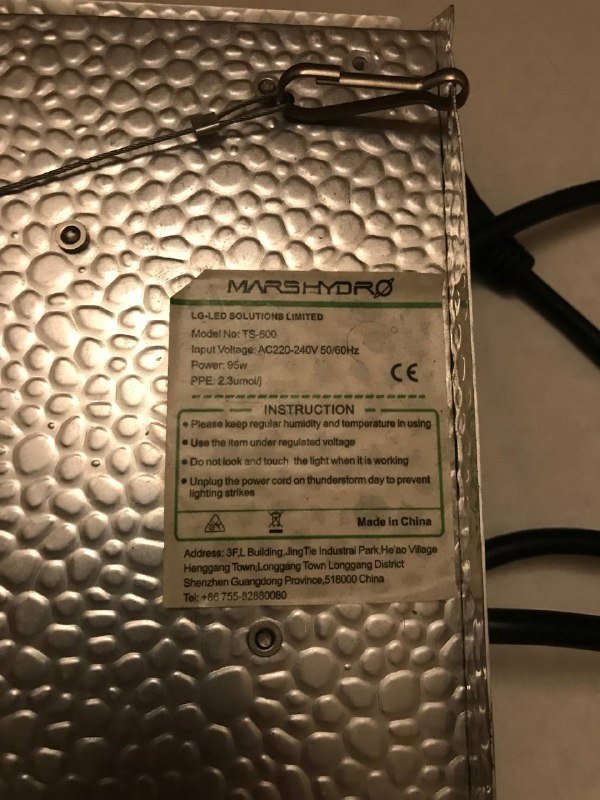 MARSHYDRO
LG-LED SOLUTIONS LIMITED
Model No: TS-600
Input Voltage: AC220-240V 50/60Hz
Power: 95w
PPE: 2.3umol/j
CE
INSTRUCTION
• Please keep regular humidity and temperature in using
• Use the item under regulated voltage
• Do not look and touch the light when it is working
• Unplug the power cord on thunderstorm day to prevent
lighting strikes
Made in China
Address: 3F,L Building,JingTie Industral Park,He'ao Village
Henggang Town,Longgang Town Longgang District
Shenzhen Guangdong Province,518000 China
Tel: +86 755-82880080